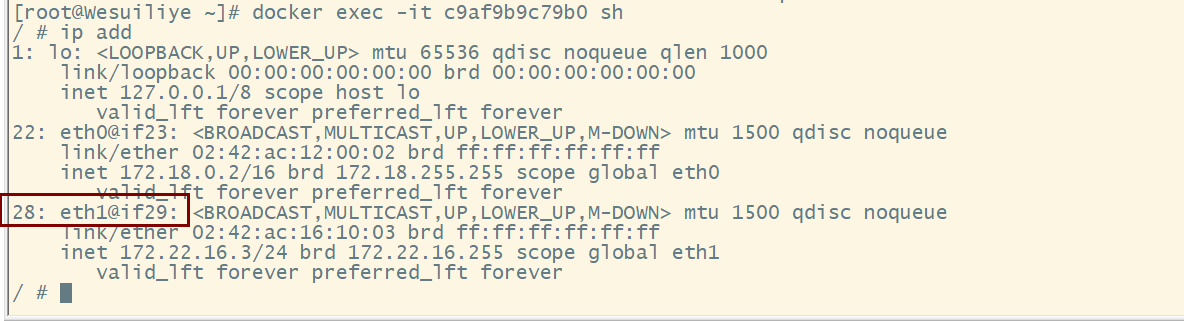 [root@Wesuiliye ~]# docker exec -it c9af9b9c79b0 sh
/ # ip add
1: lo: <LOOPBACK,UP,LOWER_UP> mtu 65536 qdisc noqueue qlen 1000
    link/loopback 00:00:00:00:00:00 brd 00:00:00:00:00:00
    inet 127.0.0.1/8 scope host lo
       valid_lft forever preferred_lft forever
22: eth0@if23: <BROADCAST,MULTICAST,UP,LOWER_UP,M-DOWN> mtu 1500 qdisc noqueue
    link/ether 02:42:ac:12:00:02 brd ff:ff:ff:ff:ff:ff
    inet 172.18.0.2/16 brd 172.18.255.255 scope global eth0
       valid_lft forever preferred_lft forever
28: eth1@if29: <BROADCAST,MULTICAST,UP,LOWER_UP,M-DOWN> mtu 1500 qdisc noqueue
    link/ether 02:42:ac:16:10:03 brd ff:ff:ff:ff:ff:ff
    inet 172.22.16.3/24 brd 172.22.16.255 scope global eth1
       valid_lft forever preferred_lft forever
/ #